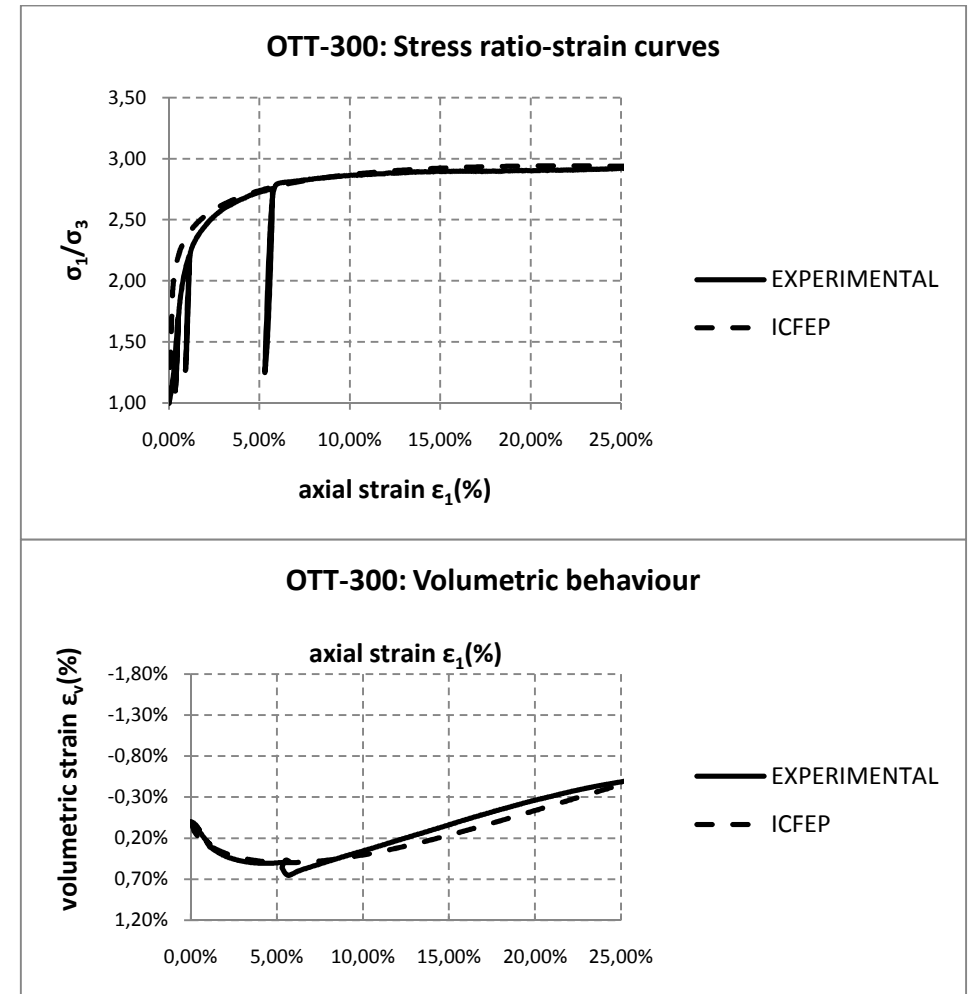 OTT-300: Stress ratio-strain curves
3,50
3,00
2,50
2,00
1,50
1,00
σ1/σ3
0,00% 5,00% 10,00% 15,00% 20,00% 25,00%
axial strain ε1(%)
EXPERIMENTAL
ICFEP
OTT-300: Volumetric behaviour
axial strain ε1(%)
-1,80%
-1,30%
-0,80%
-0,30%
0,20%
0,70%
1,20%
volumetric strain εv(%)
0,00% 5,00% 10,00% 15,00% 20,00% 25,00%
EXPERIMENTAL
ICFEP